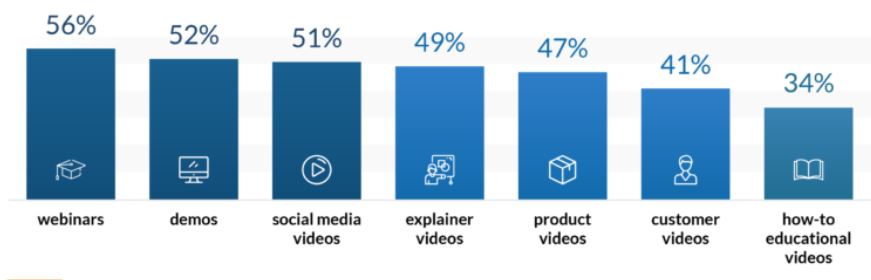 56%
52%
51%
49%
47%
41%
34%
webinars
demos
social media
videos
explainer
videos
product
videos
customer
videos
how-to
educational
videos